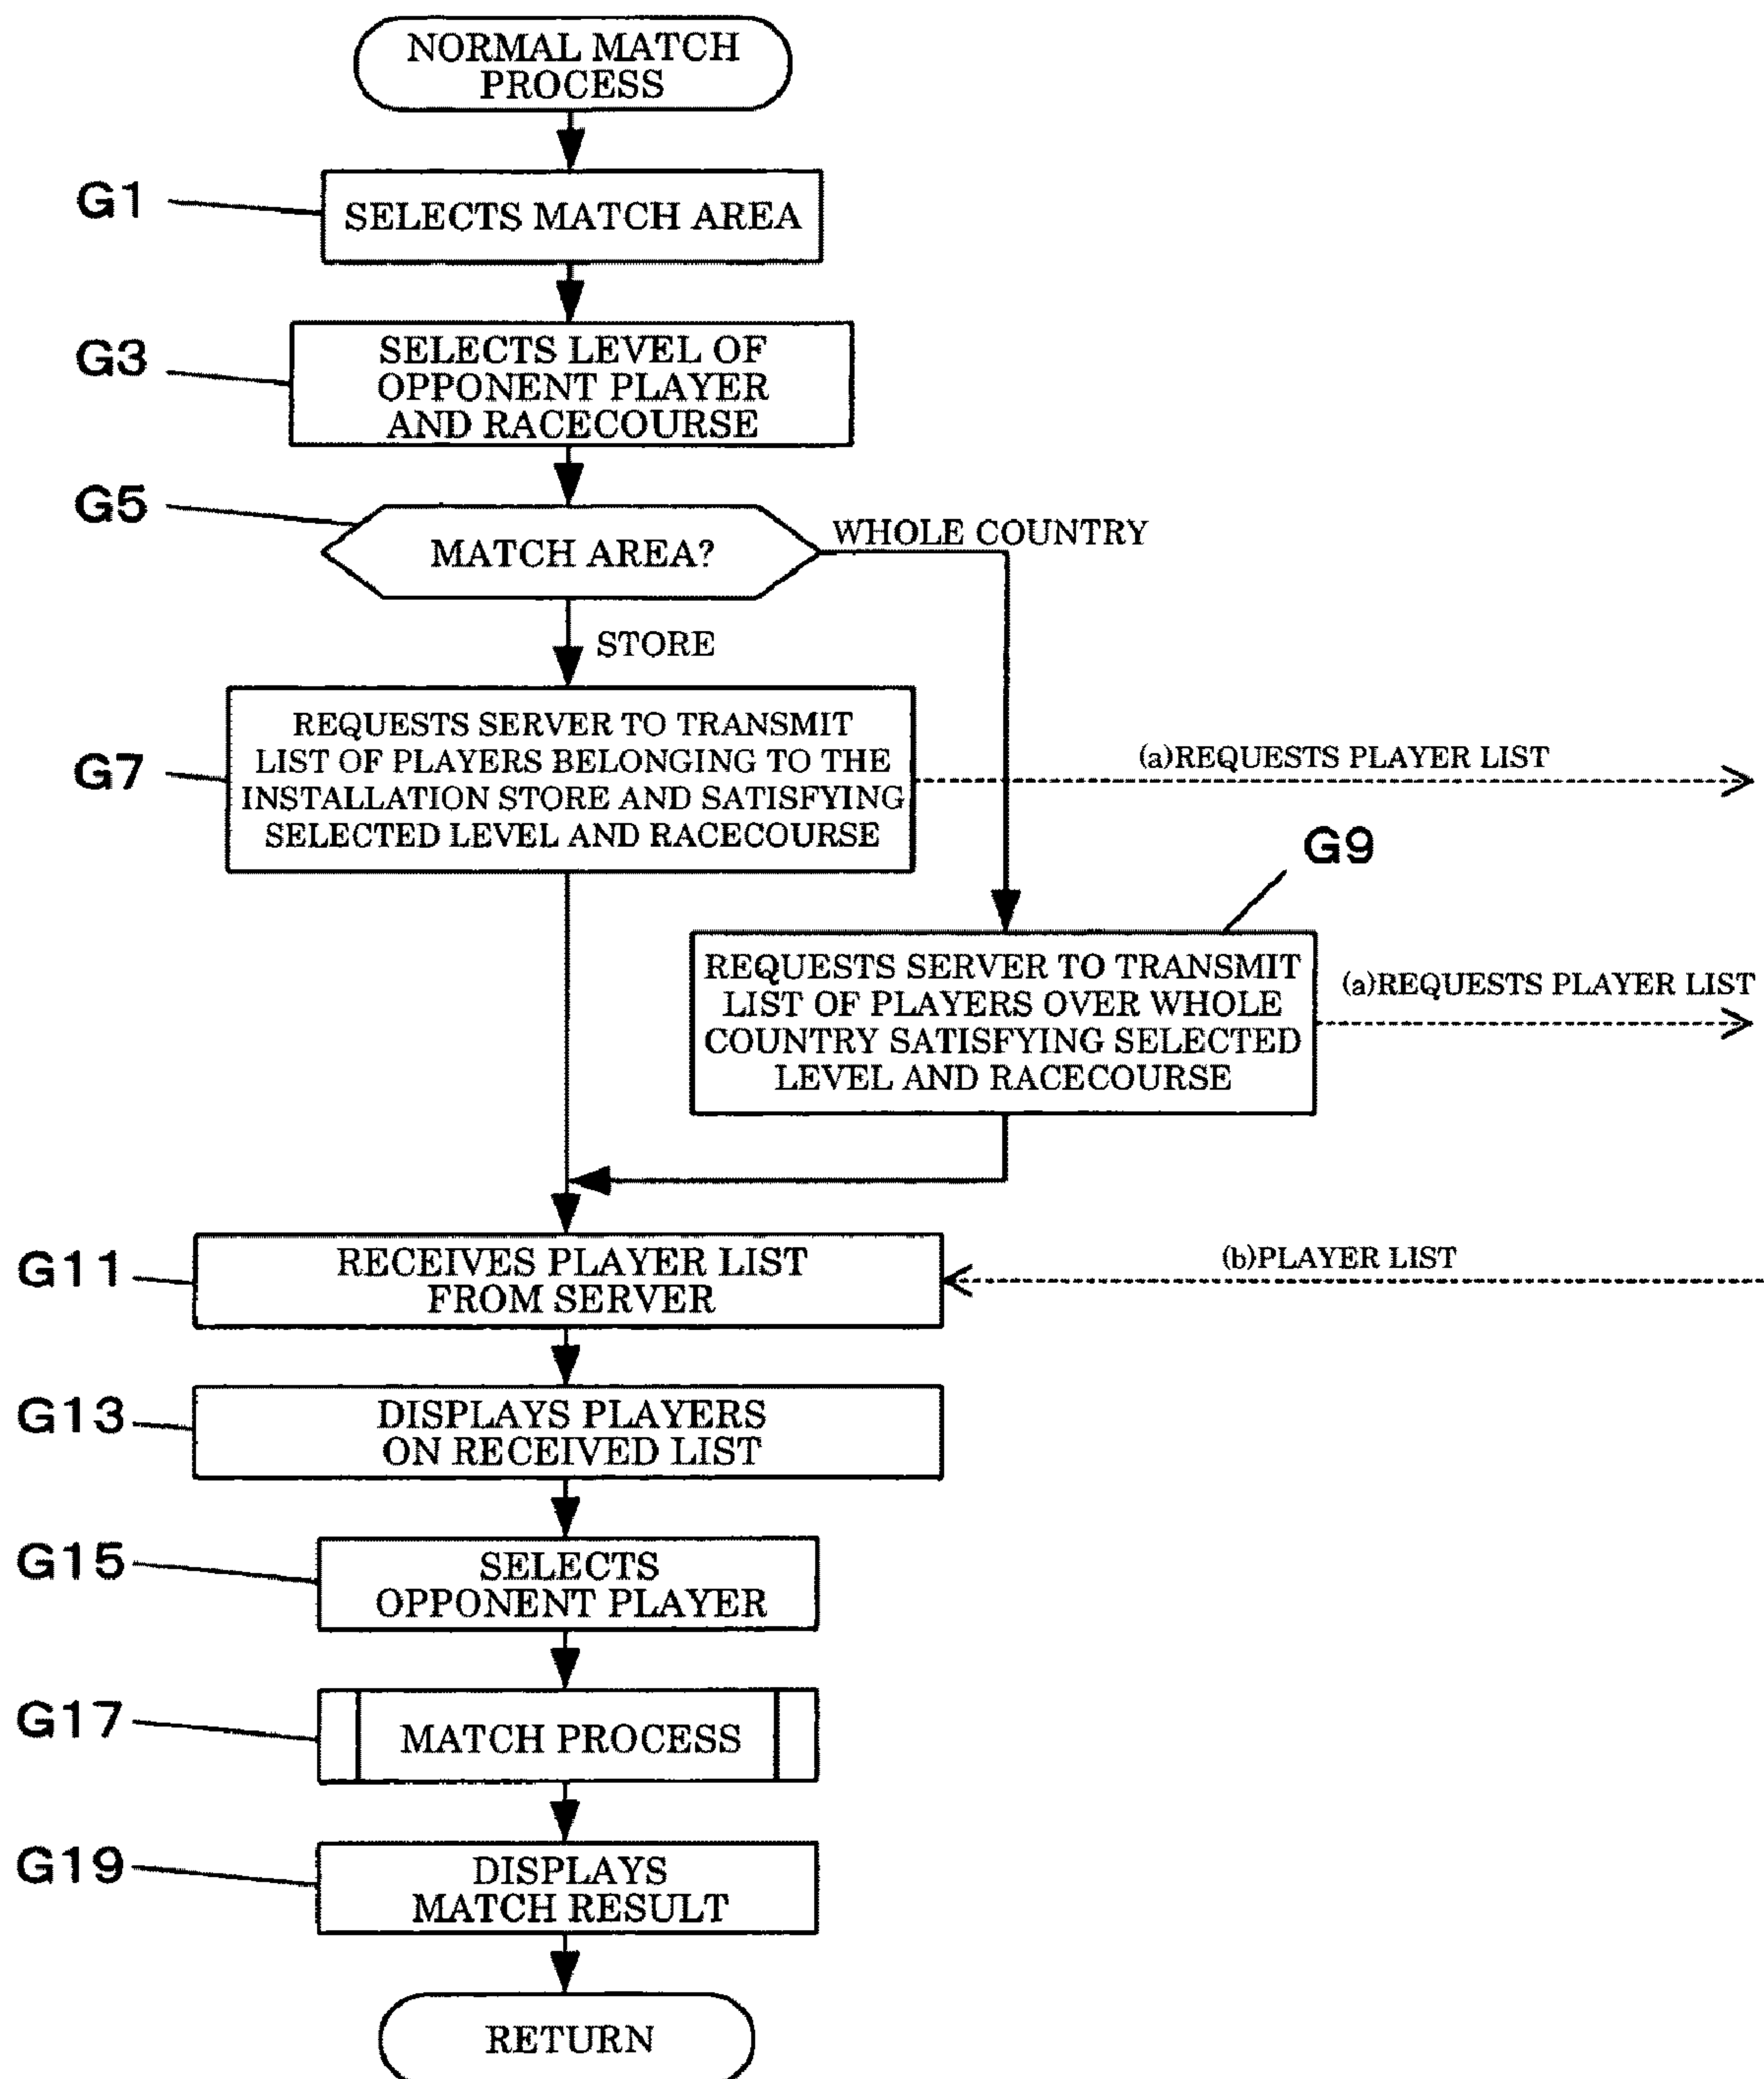 NORMAL MATCH
PROCESS
G1
SELECTS MATCH AREA
G3
SELECTS LEVEL OF
OPPONENT PLAYER
AND RACECOURSE
G5
MATCH AREA?
WHOLE COUNTRY
STORE
G7
REQUESTS SERVER TO TRANSMIT
LIST OF PLAYERS BELONGING TO THE
INSTALLATION STORE AND SATISFYING
SELECTED LEVEL AND RACECOURSE
(a)REQUESTS PLAYER LIST
G9
REQUESTS SERVER TO TRANSMIT
LIST OF PLAYERS OVER WHOLE
COUNTRY SATISFYING SELECTED
LEVEL AND RACECOURSE
(a)REQUESTS PLAYER LIST
G11
RECEIVES PLAYER LIST
FROM SERVER
(b)PLAYER LIST
G13
DISPLAYS PLAYERS
ON RECEIVED LIST
G15
SELECTS
OPPONENT PLAYER
G17
MATCH PROCESS
G19
DISPLAYS
MATCH RESULT
RETURN